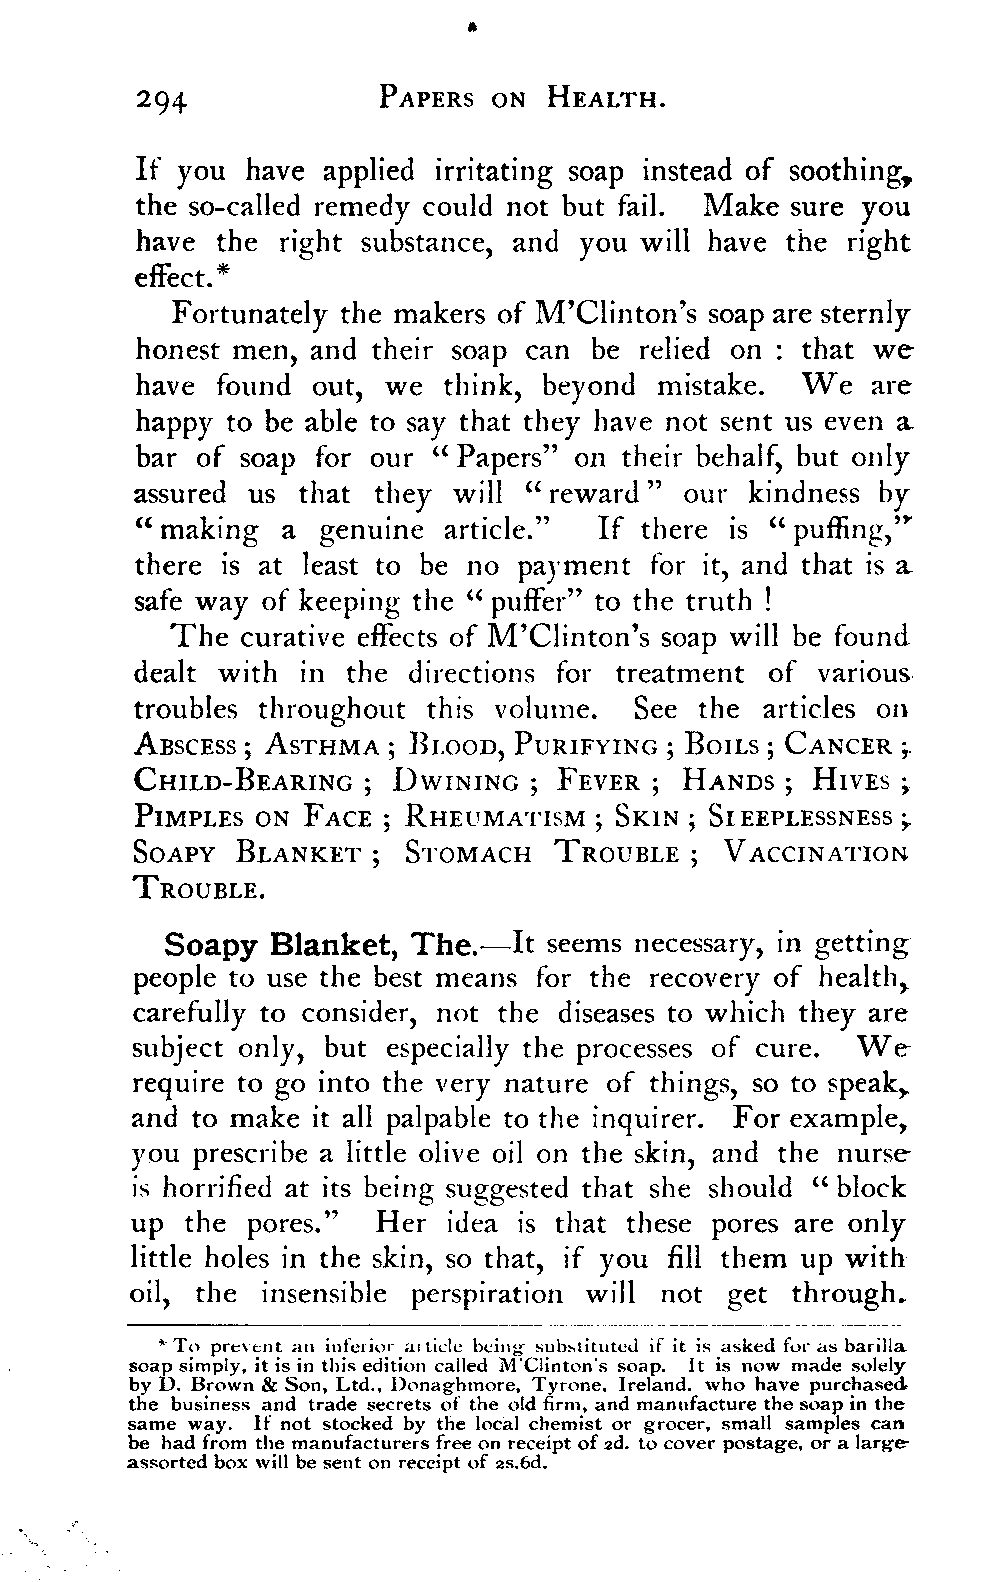 294 PAPERS ON HEALTH.
If you have applied irritating soap instead of soothing,
the so-called remedy could not but fail. Make sure you
have the right substance, and you will have the right
effect.*
Fortunately the makers of M'Clinton's soap are sternly
honest men, and their soap can be relied on : that we
have found out, we think, beyond mistake. We are
happy to be able to say that they have not sent us even a
bar of soap for our “Papers” on their behalf, but only
assured us that they will “reward” our kindness by
“making a genuine article.” If there is “puffing,”
there is at least to be no payment for it, and that is a
safe way of keeping the “puffer” to the truth !
The curative effects of M'Clinton's soap will be found
dealt with in the directions for treatment of various
troubles throughout this volume. See the articles on
ABSCESS ; ASTHMA ; BLOOD, PURIFYING ; BOILS ; CANCER ;
CHILD-BEARING ; DWINING ; FEVER ; HANDS ; HIVES ;
PIMPLES ON FACE ; RHEUMATISM ; SKIN ; SLEEPLESSNESS ;
SOAPY BLANKET ; STOMACH TROUBLE ; VACCINATION
TROUBLE.
Soapy Blanket, The.—It seems necessary, in getting
people to use the best means for the recovery of health,
carefully to consider, not the diseases to which they are
subject only, but especially the processes of cure. We
require to go into the very nature of things, so to speak,
and to make it all palpable to the inquirer. For example,
you prescribe a little olive oil on the skin, and the nurse
is horrified at its being suggested that she should “block
up the pores.” Her idea is that these pores are only
little holes in the skin, so that, if you fill them up with
oil, the insensible perspiration will not get through.
* To prevent an inferior article being substituted if it is asked for as barilla
soap simply, it is in this edition called M'Clinton's soap. It is now made solely
by D. Brown & Son, Ltd., Donaghmore, Tyrone, Ireland. who have purchased
the business and trade secrets of the old firm, and manufacture the soap in the
same way. If not stocked by the local chemist or grocer, small samples can
be had from the manufacturers free on receipt of 2d. to cover postage, or a large
assorted box will be sent on receipt of 2s.6d.